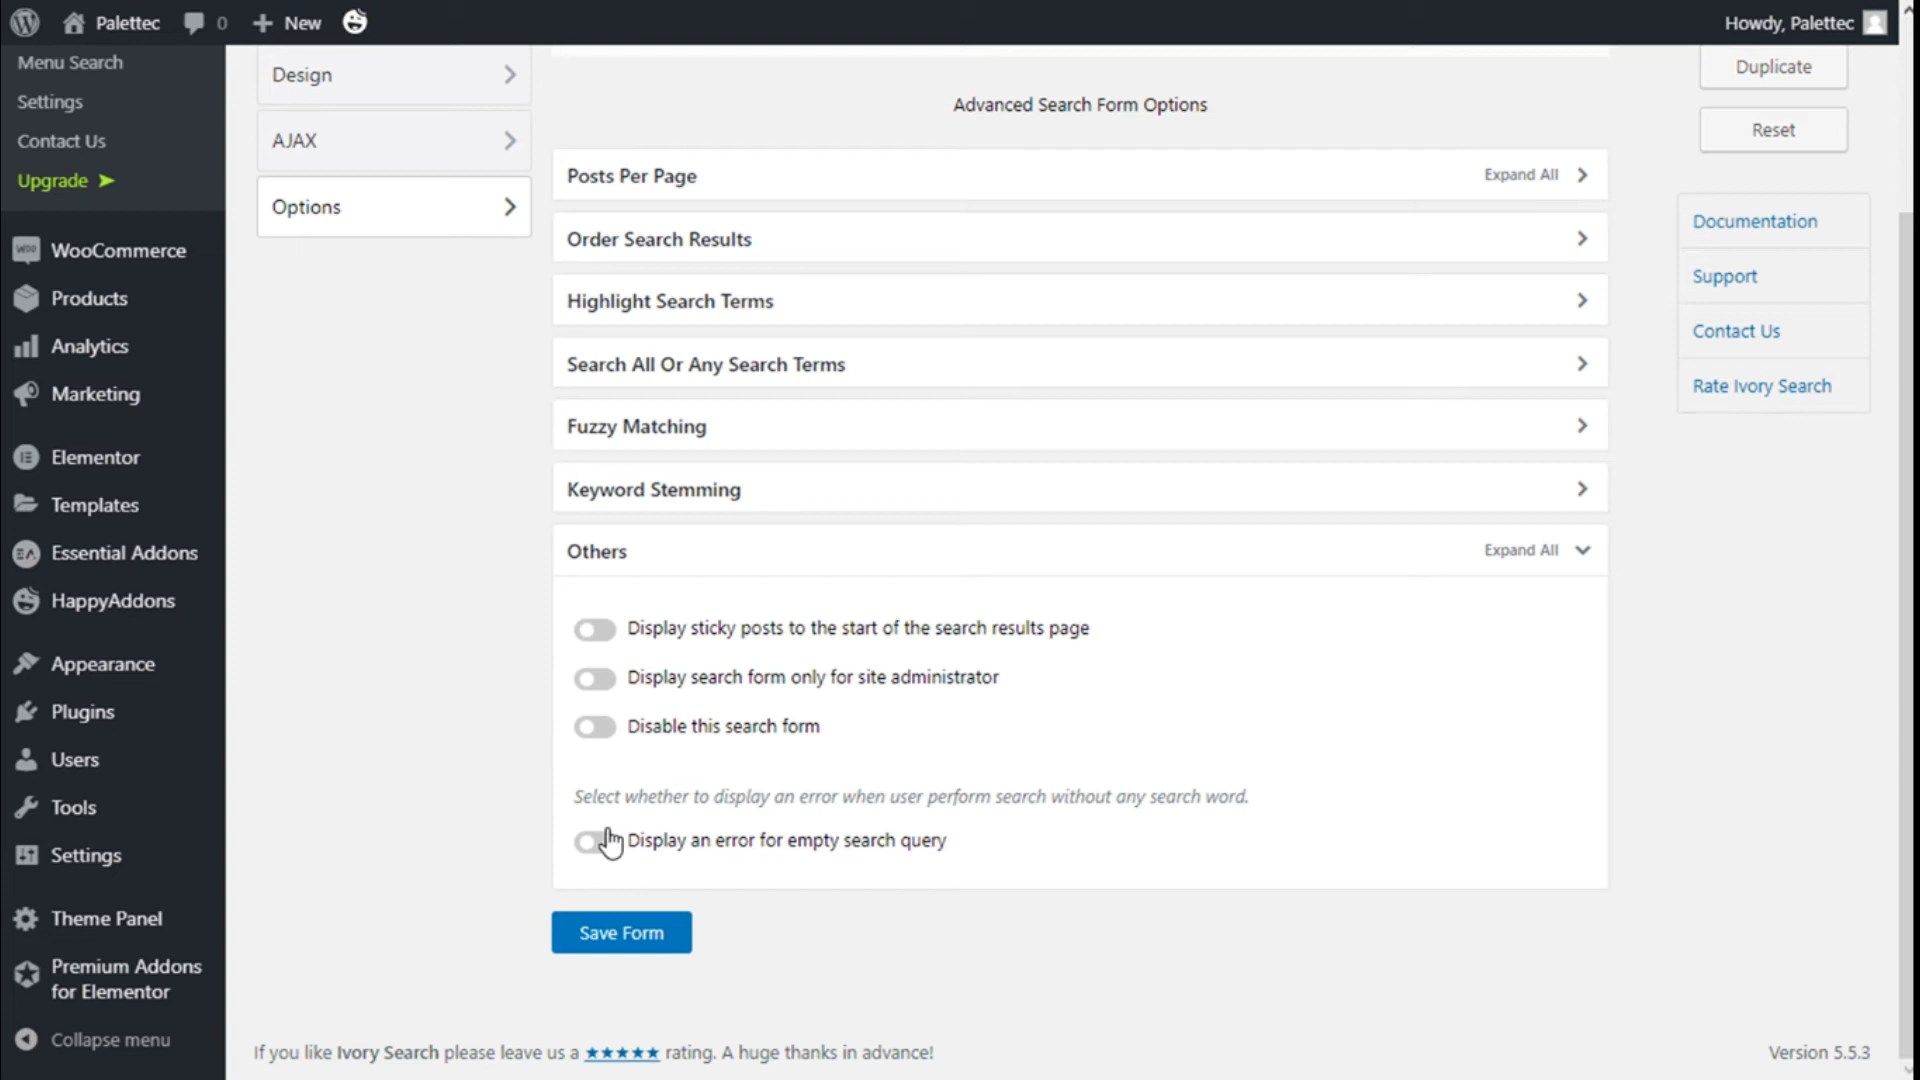 Palettec 0 New Howdy, Palettec
Menu Search
Settings
Contact Us
Upgrade
WooCommerce
Products
Analytics
Marketing
Elementor
Templates
Essential Addons
HappyAddons
Appearance
Plugins
Users
Tools
Settings
Theme Panel
Premium Addons
for Elementor
Collapse menu
Design
AJAX
Options
Advanced Search Form Options
Posts Per Page Expand All
Order Search Results
Highlight Search Terms
Search All Or Any Search Terms
Fuzzy Matching
Keyword Stemming
Others Expand All
Display sticky posts to the start of the search results page
Display search form only for site administrator
Disable this search form
Select whether to display an error when user perform search without any search word.
Display an error for empty search query
Save Form
Duplicate
Reset
Documentation
Support
Contact Us
Rate Ivory Search
If you like Ivory Search please leave us a ★★★★★ rating. A huge thanks in advance!
Version 5.5.3